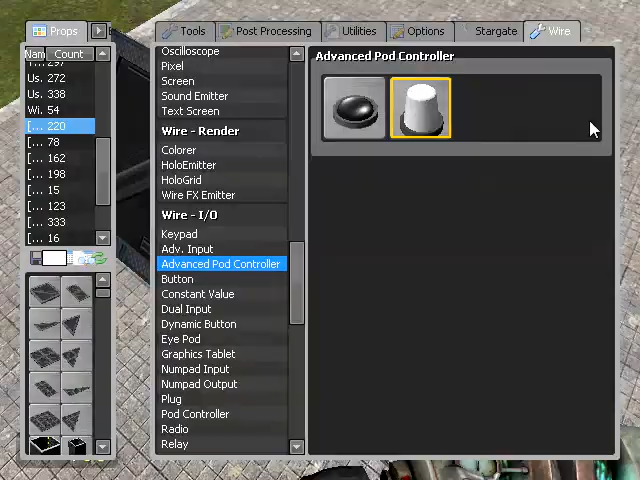 Props
Tools
Post Processing
Utilities
Options
Stargate
Wire
Nam
Count
Us. 272
Us. 338
Wi. 54
[... 220
[... 78
[... 162
[... 198
[... 15
[... 123
[... 333
[... 16
Oscilloscope
Pixel
Screen
Sound Emitter
Text Screen
Wire - Render
Colorer
HoloEmitter
HoloGrid
Wire FX Emitter
Wire - I/O
Keypad
Adv. Input
Advanced Pod Controller
Button
Constant Value
Dual Input
Dynamic Button
Eye Pod
Graphics Tablet
Numpad Input
Numpad Output
Plug
Pod Controller
Radio
Relay
Advanced Pod Controller